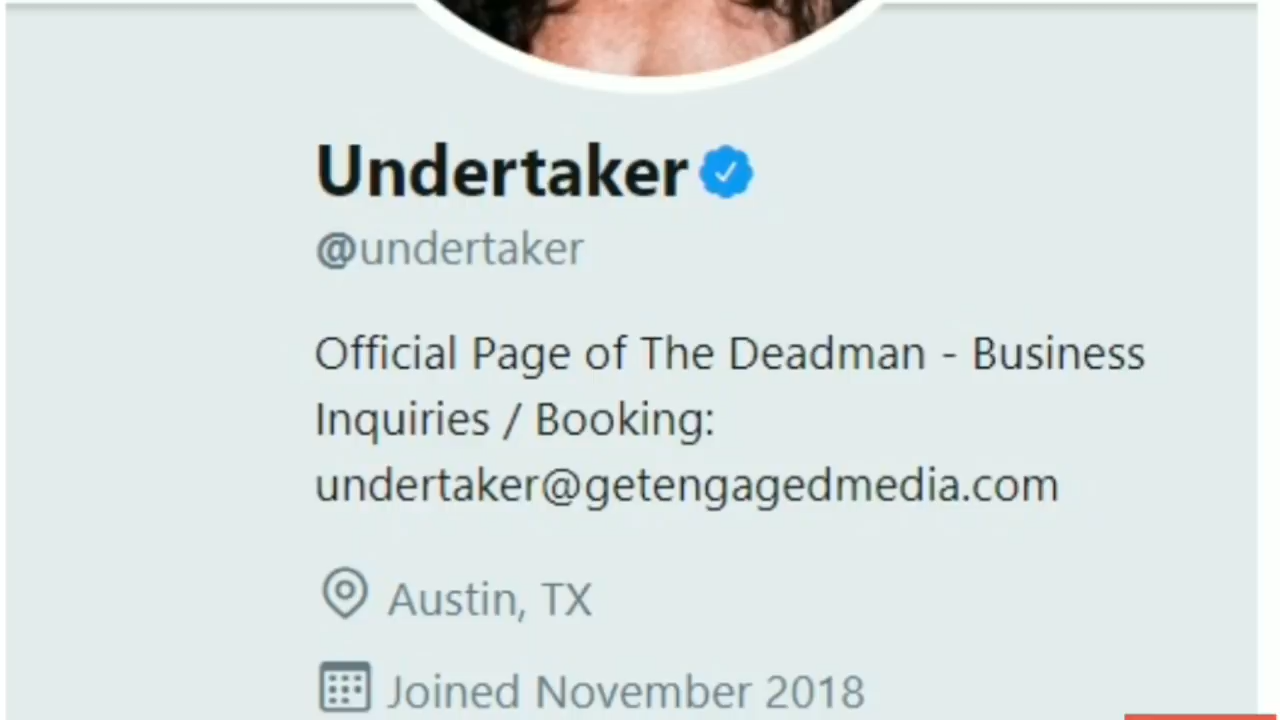 Undertaker
@undertaker
Official Page of The Deadman - Business
Inquiries / Booking:
undertaker@getengagedmedia.com
Austin, TX
Joined November 2018